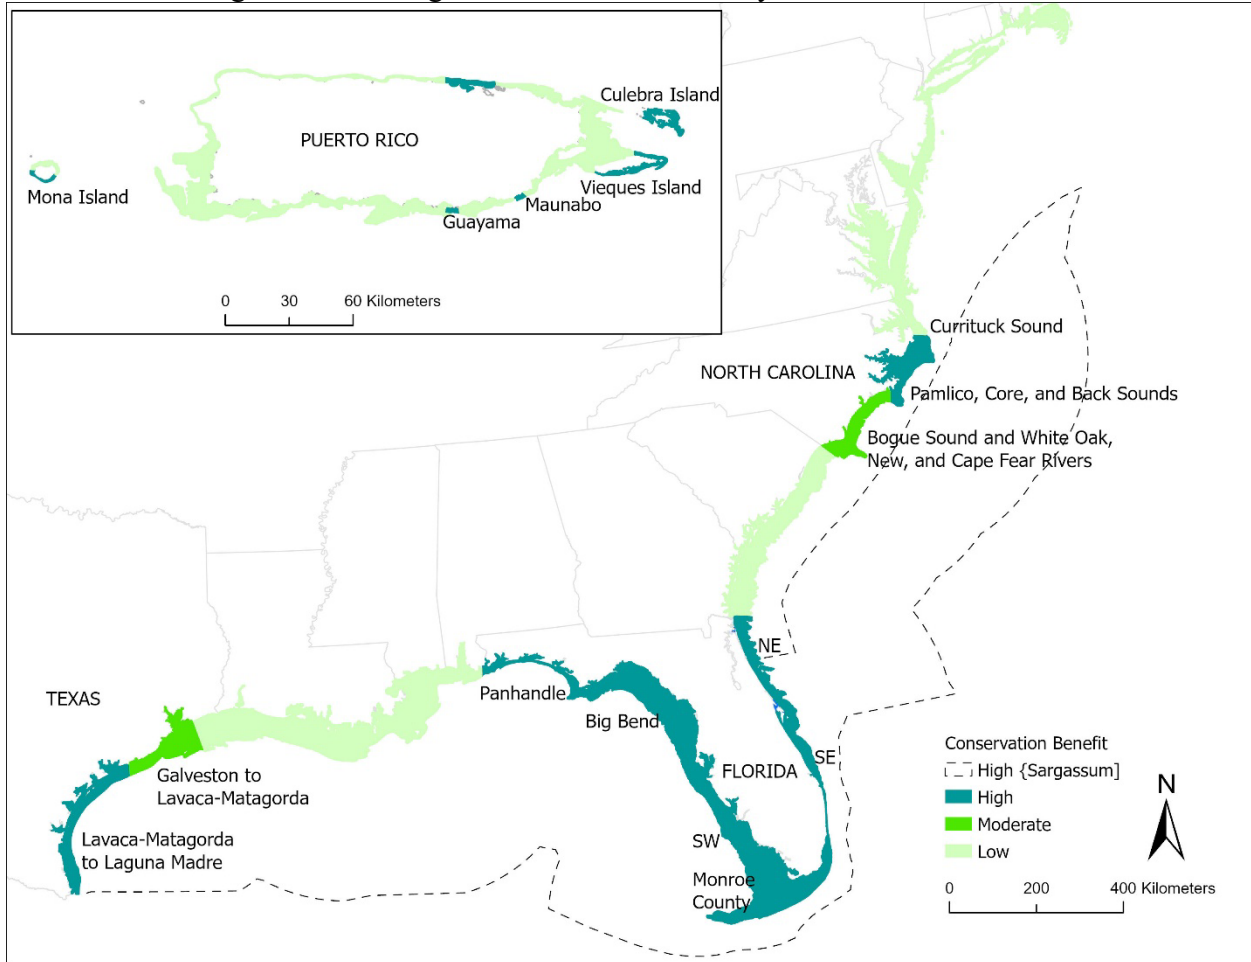 Culebra Island
PUERTO RICO
Mona Island
Vieques Island
Maunabo
Guayama
0 30 60 Kilometers
Currituck Sound
NORTH CAROLINA
Pamlico, Core, and Back Sounds
Bogue Sound and White Oak,
New, and Cape Fear Rivers
NE
Panhandle
TEXAS
Big Bend
SE
FLORIDA
Galveston to
Lavaca-Matagorda
Lavaca-Matagorda
to Laguna Madre
SW
Monroe
County
Conservation Benefit
High {Sargassum]
High
Moderate
Low
N
0 200 400 Kilometers